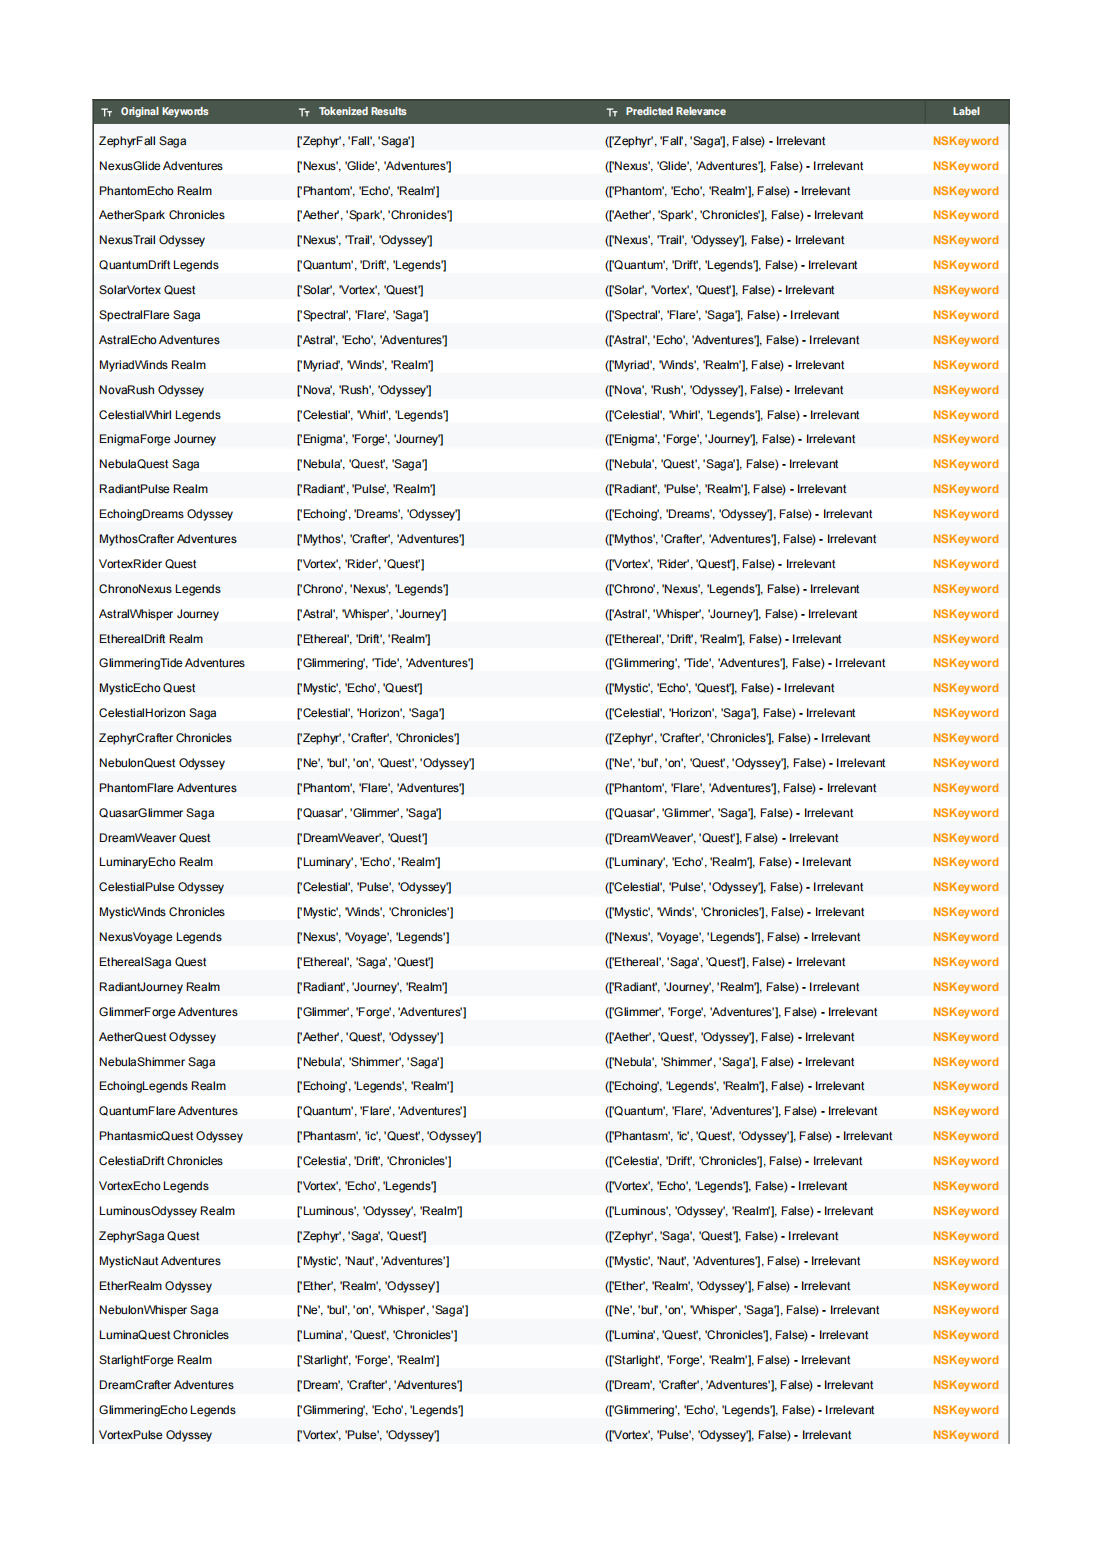 Tт Original Keywords Tт Tokenized Results Tт Predicted Relevance Label
ZephyrFall Saga ['Zephyr', 'Fall', 'Saga'] (['Zephyr', 'Fall', 'Saga'], False) - Irrelevant NSKeyword
NexusGlide Adventures ['Nexus', 'Glide', 'Adventures'] (['Nexus', 'Glide', 'Adventures'], False) - Irrelevant NSKeyword
PhantomEcho Realm ['Phantom', 'Echo', 'Realm'] (['Phantom', 'Echo', 'Realm'], False) - Irrelevant NSKeyword
AetherSpark Chronicles ['Aether', 'Spark', 'Chronicles'] (['Aether', 'Spark', 'Chronicles'], False) - Irrelevant NSKeyword
NexusTrail Odyssey ['Nexus', 'Trail', 'Odyssey'] (['Nexus', 'Trail', 'Odyssey'], False) - Irrelevant NSKeyword
QuantumDrift Legends ['Quantum', 'Drift', 'Legends'] (['Quantum', 'Drift', 'Legends'], False) - Irrelevant NSKeyword
SolarVortex Quest ['Solar', 'Vortex', 'Quest'] (['Solar', 'Vortex', 'Quest'], False) - Irrelevant NSKeyword
SpectralFlare Saga ['Spectral', 'Flare', 'Saga'] (['Spectral', 'Flare', 'Saga'], False) - Irrelevant NSKeyword
AstralEcho Adventures ['Astral', 'Echo', 'Adventures'] (['Astral', 'Echo', 'Adventures'], False) - Irrelevant NSKeyword
MyriadWinds Realm ['Myriad', 'Winds', 'Realm'] (['Myriad', 'Winds', 'Realm'], False) - Irrelevant NSKeyword
NovaRush Odyssey ['Nova', 'Rush', 'Odyssey'] (['Nova', 'Rush', 'Odyssey'], False) - Irrelevant NSKeyword
CelestialWhirl Legends ['Celestial', 'Whirl', 'Legends'] (['Celestial', 'Whirl', 'Legends'], False) - Irrelevant NSKeyword
EnigmaForge Journey ['Enigma', 'Forge', 'Journey'] (['Enigma', 'Forge', 'Journey'], False) - Irrelevant NSKeyword
NebulaQuest Saga ['Nebula', 'Quest', 'Saga'] (['Nebula', 'Quest', 'Saga'], False) - Irrelevant NSKeyword
RadiantPulse Realm ['Radiant', 'Pulse', 'Realm'] (['Radiant', 'Pulse', 'Realm'], False) - Irrelevant NSKeyword
EchoingDreams Odyssey ['Echoing', 'Dreams', 'Odyssey'] (['Echoing', 'Dreams', 'Odyssey'], False) - Irrelevant NSKeyword
MythosCrafter Adventures ['Mythos', 'Crafter', 'Adventures'] (['Mythos', 'Crafter', 'Adventures'], False) - Irrelevant NSKeyword
VortexRider Quest ['Vortex', 'Rider', 'Quest'] (['Vortex', 'Rider', 'Quest'], False) - Irrelevant NSKeyword
ChronoNexus Legends ['Chrono', 'Nexus', 'Legends'] (['Chrono', 'Nexus', 'Legends'], False) - Irrelevant NSKeyword
AstralWhisper Journey ['Astral', 'Whisper', 'Journey'] (['Astral', 'Whisper', 'Journey'], False) - Irrelevant NSKeyword
EtherealDrift Realm ['Ethereal', 'Drift', 'Realm'] (['Ethereal', 'Drift', 'Realm'], False) - Irrelevant NSKeyword
GlimmeringTide Adventures ['Glimmering', 'Tide', 'Adventures'] (['Glimmering', 'Tide', 'Adventures'], False) - Irrelevant NSKeyword
MysticEcho Quest ['Mystic', 'Echo', 'Quest'] (['Mystic', 'Echo', 'Quest'], False) - Irrelevant NSKeyword
CelestialHorizon Saga ['Celestial', 'Horizon', 'Saga'] (['Celestial', 'Horizon', 'Saga'], False) - Irrelevant NSKeyword
ZephyrCrafter Chronicles ['Zephyr', 'Crafter', 'Chronicles'] (['Zephyr', 'Crafter', 'Chronicles'], False) - Irrelevant NSKeyword
NebulonQuest Odyssey ['Ne', 'bul', 'on', 'Quest', 'Odyssey'] (['Ne', 'bul', 'on', 'Quest', 'Odyssey'], False) - Irrelevant NSKeyword
PhantomFlare Adventures ['Phantom', 'Flare', 'Adventures'] (['Phantom', 'Flare', 'Adventures'], False) - Irrelevant NSKeyword
QuasarGlimmer Saga ['Quasar', 'Glimmer', 'Saga'] (['Quasar', 'Glimmer', 'Saga'], False) - Irrelevant NSKeyword
DreamWeaver Quest ['DreamWeaver', 'Quest'] (['DreamWeaver', 'Quest'], False) - Irrelevant NSKeyword
LuminaryEcho Realm ['Luminary', 'Echo', 'Realm'] (['Luminary', 'Echo', 'Realm'], False) - Irrelevant NSKeyword
CelestialPulse Odyssey ['Celestial', 'Pulse', 'Odyssey'] (['Celestial', 'Pulse', 'Odyssey'], False) - Irrelevant NSKeyword
MysticWinds Chronicles ['Mystic', 'Winds', 'Chronicles'] (['Mystic', 'Winds', 'Chronicles'], False) - Irrelevant NSKeyword
NexusVoyage Legends ['Nexus', 'Voyage', 'Legends'] (['Nexus', 'Voyage', 'Legends'], False) - Irrelevant NSKeyword
EtherealSaga Quest ['Ethereal', 'Saga', 'Quest'] (['Ethereal', 'Saga', 'Quest'], False) - Irrelevant NSKeyword
RadiantJourney Realm ['Radiant', 'Journey', 'Realm'] (['Radiant', 'Journey', 'Realm'], False) - Irrelevant NSKeyword
GlimmerForge Adventures ['Glimmer', 'Forge', 'Adventures'] (['Glimmer', 'Forge', 'Adventures'], False) - Irrelevant NSKeyword
AetherQuest Odyssey ['Aether', 'Quest', 'Odyssey'] (['Aether', 'Quest', 'Odyssey'], False) - Irrelevant NSKeyword
NebulaShimmer Saga ['Nebula', 'Shimmer', 'Saga'] (['Nebula', 'Shimmer', 'Saga'], False) - Irrelevant NSKeyword
EchoingLegends Realm ['Echoing', 'Legends', 'Realm'] (['Echoing', 'Legends', 'Realm'], False) - Irrelevant NSKeyword
QuantumFlare Adventures ['Quantum', 'Flare', 'Adventures'] (['Quantum', 'Flare', 'Adventures'], False) - Irrelevant NSKeyword
PhantasmicQuest Odyssey ['Phantasm', 'ic', 'Quest', 'Odyssey'] (['Phantasm', 'ic', 'Quest', 'Odyssey'], False) - Irrelevant NSKeyword
CelestiaDrift Chronicles ['Celestia', 'Drift', 'Chronicles'] (['Celestia', 'Drift', 'Chronicles'], False) - Irrelevant NSKeyword
VortexEcho Legends ['Vortex', 'Echo', 'Legends'] (['Vortex', 'Echo', 'Legends'], False) - Irrelevant NSKeyword
LuminousOdyssey Realm ['Luminous', 'Odyssey', 'Realm'] (['Luminous', 'Odyssey', 'Realm'], False) - Irrelevant NSKeyword
ZephyrSaga Quest ['Zephyr', 'Saga', 'Quest'] (['Zephyr', 'Saga', 'Quest'], False) - Irrelevant NSKeyword
MysticNaut Adventures ['Mystic', 'Naut', 'Adventures'] (['Mystic', 'Naut', 'Adventures'], False) - Irrelevant NSKeyword
EtherRealm Odyssey ['Ether', 'Realm', 'Odyssey'] (['Ether', 'Realm', 'Odyssey'], False) - Irrelevant NSKeyword
NebulonWhisper Saga ['Ne', 'bul', 'on', 'Whisper', 'Saga'] (['Ne', 'bul', 'on', 'Whisper', 'Saga'], False) - Irrelevant NSKeyword
LuminaQuest Chronicles ['Lumina', 'Quest', 'Chronicles'] (['Lumina', 'Quest', 'Chronicles'], False) - Irrelevant NSKeyword
StarlightForge Realm ['Starlight', 'Forge', 'Realm'] (['Starlight', 'Forge', 'Realm'], False) - Irrelevant NSKeyword
DreamCrafter Adventures ['Dream', 'Crafter', 'Adventures'] (['Dream', 'Crafter', 'Adventures'], False) - Irrelevant NSKeyword
GlimmeringEcho Legends ['Glimmering', 'Echo', 'Legends'] (['Glimmering, 'Echo', 'Legends'], False) - Irrelevant NSKeyword
VortexPulse Odyssey ['Vortex', 'Pulse', 'Odyssey'] (['Vortex', 'Pulse', 'Odyssey'], False) - Irrelevant NSKeyword